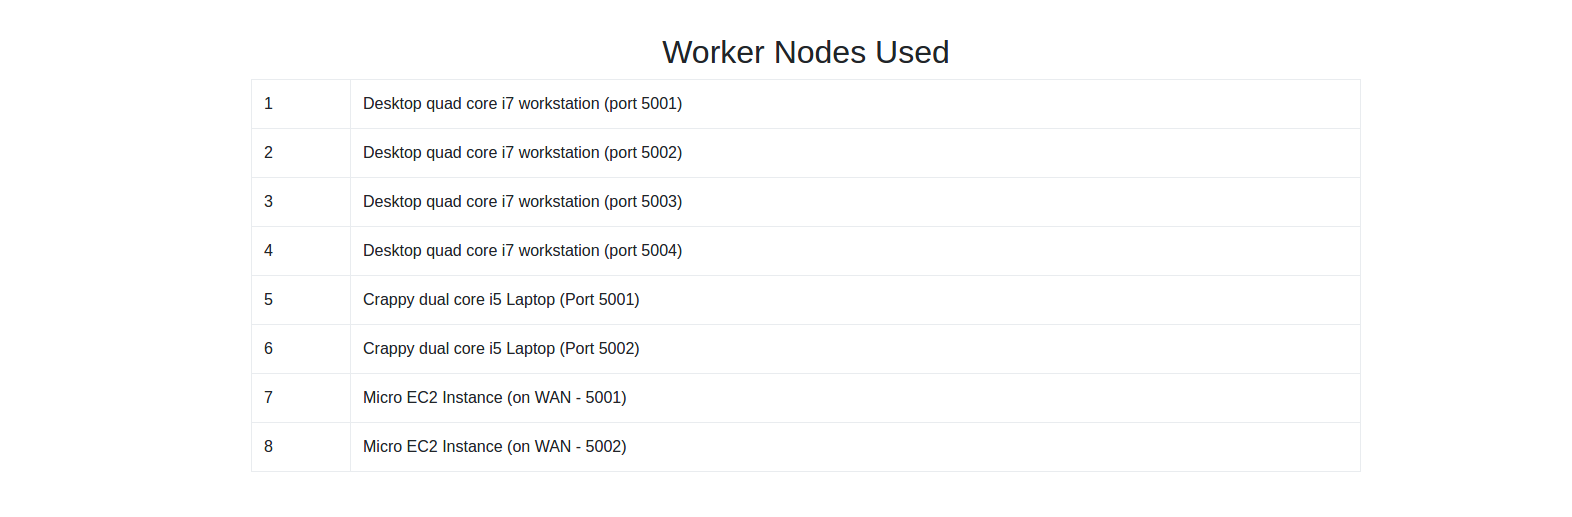 Worker Nodes Used
1 Desktop quad core i7 workstation (port 5001)
2 Desktop quad core i7 workstation (port 5002)
3 Desktop quad core i7 workstation (port 5003)
4 Desktop quad core i7 workstation (port 5004)
5 Crappy dual core i5 Laptop (Port 5001)
6 Crappy dual core i5 Laptop (Port 5002)
7 Micro EC2 Instance (on WAN - 5001)
8 Micro EC2 Instance (on WAN - 5002)